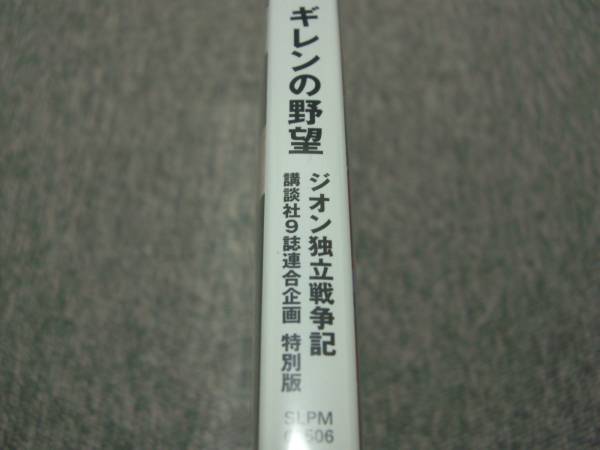 ギレンの野望
ジオン独立戦争記
講談社9誌連合企画 特別版
SLPM